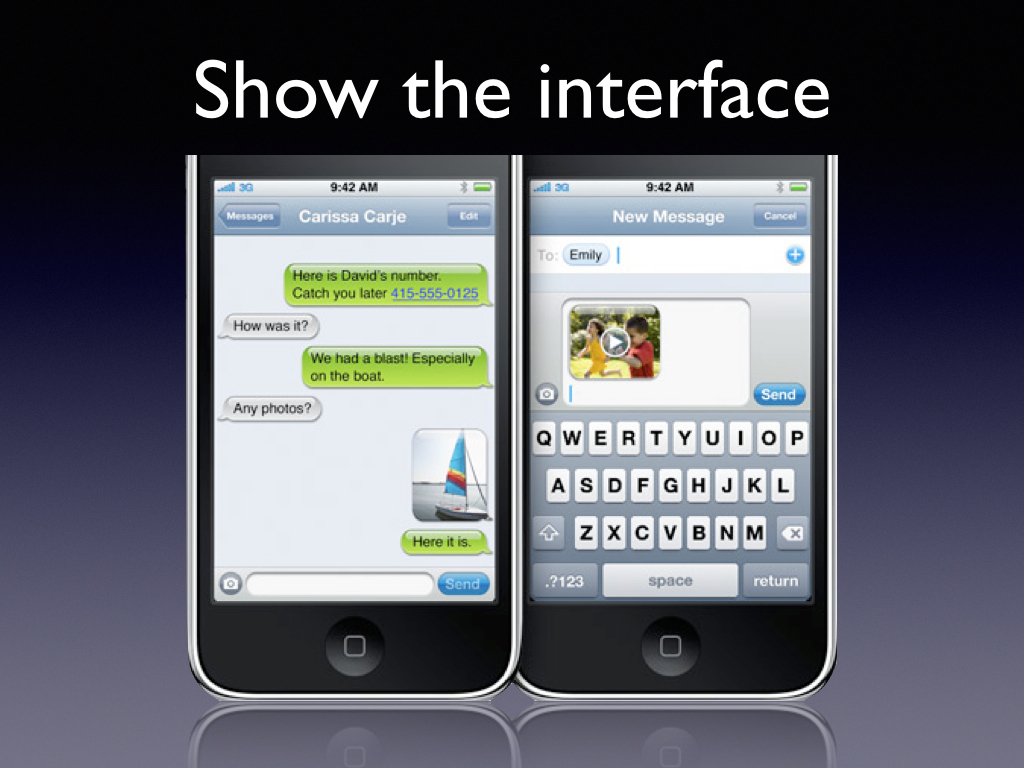 Show the interface
3G 9:42 AM
Messages Carissa Carje Edit
Here is David's number.
Catch you later 415-555-0125
How was it?
We had a blast! Especially
on the boat.
Any photos?
Here it is.
Send
3G 9:42 AM
New Message Cancel
To: Emily
Send
Q W E R T Y U I O P
A S D F G H J K L
Z X C V B N M
.?123 space return